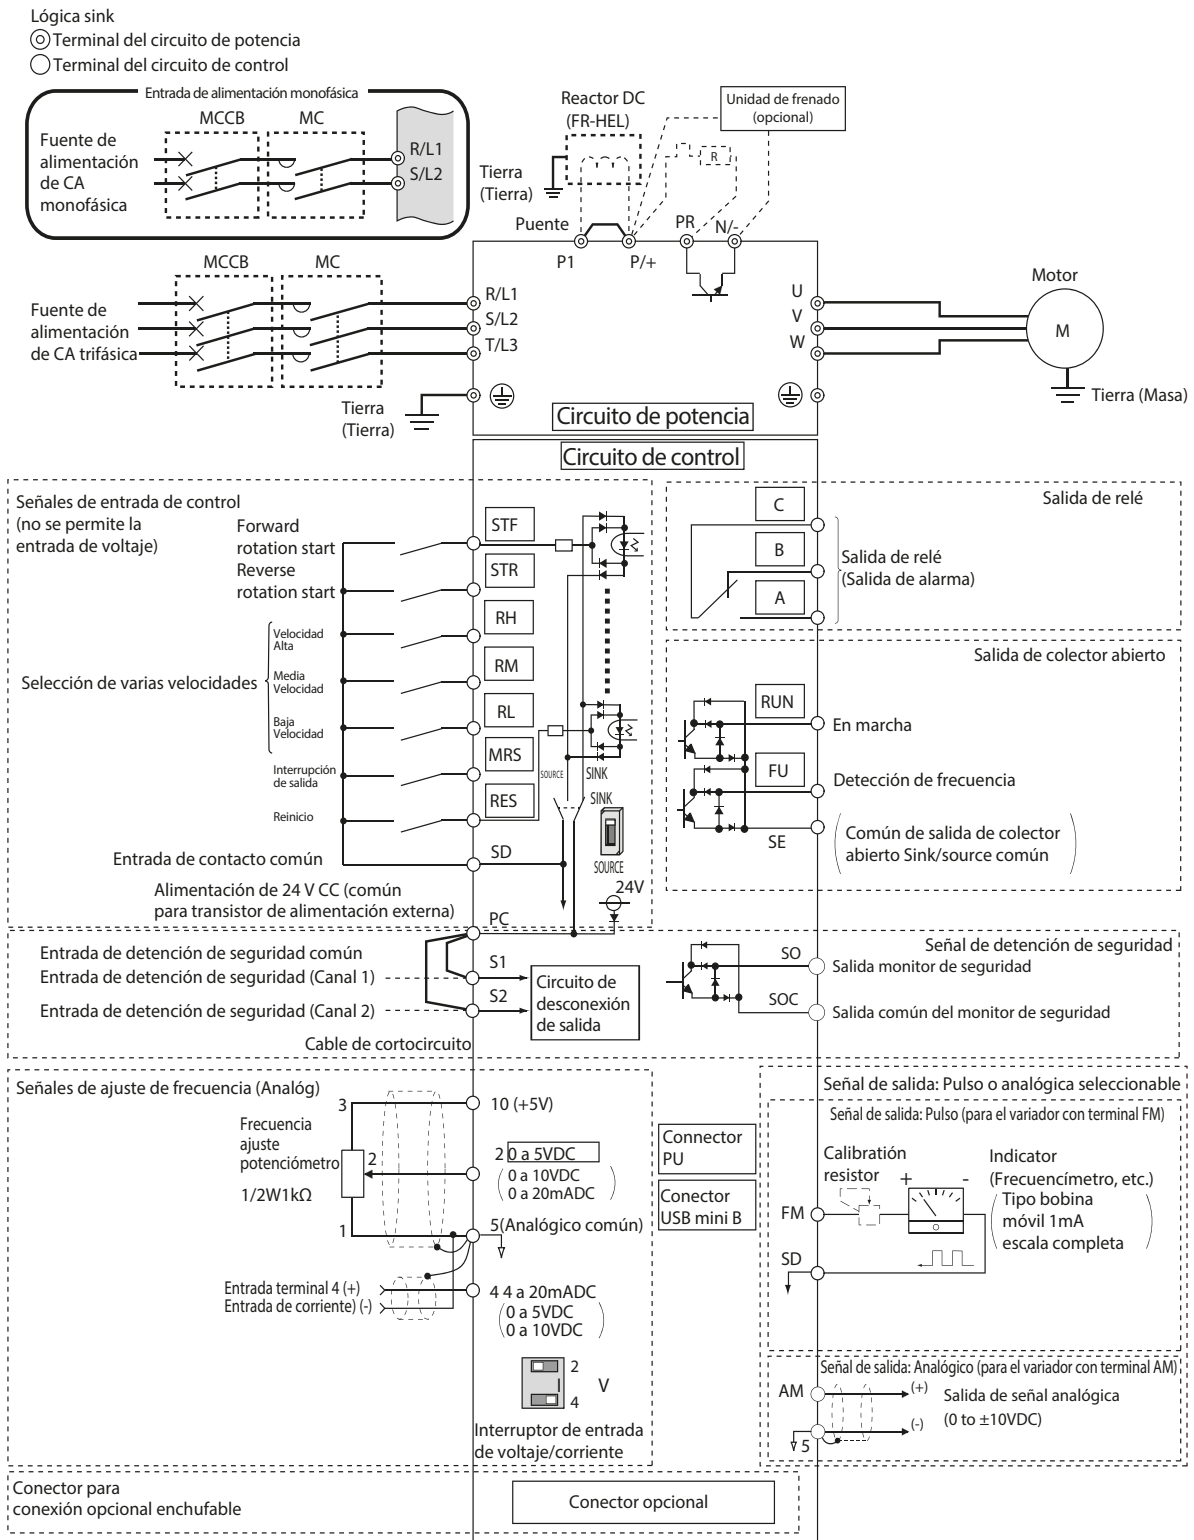 Lógica sink
Terminal del circuito de potencia
Terminal del circuito de control
Entrada de alimentación monofásica
MCCB
MC
Fuente de
alimentación
de CA
monofásica
R/L1
S/L2
Reactor DC
(FR-HEL)
Unidad de frenado
(opcional)
R
Tierra
(Tierra)
Puente
P1
P/+
PR
N/-
MCCB
MC
Fuente de
alimentación
de CA trifásica
R/L1
S/L2
T/L3
U
V
W
Motor
M
Tierra
(Tierra)
Tierra (Masa)
Circuito de potencia
Circuito de control
Señales de entrada de control
(no se permite la
entrada de voltaje)
Forward
rotation start
Reverse
rotation start
Selección de varias velocidades
Velocidad
Alta
Media
Velocidad
Baja
Velocidad
Interrupción
de salida
Reinicio
Entrada de contacto común
Alimentación de 24 V CC (común
para transistor de alimentación externa)
STF
STR
RH
RM
RL
MRS
RES
SD
PC
SOURCE
SINK
SINK
SOURCE
24V
Salida de relé
C
B
A
Salida de relé
(Salida de alarma)
Salida de colector abierto
RUN
En marcha
FU
Detección de frecuencia
SE
Común de salida de colector
abierto Sink/source común
Entrada de detención de seguridad común
Entrada de detención de seguridad (Canal 1)
Entrada de detención de seguridad (Canal 2)
Cable de cortocircuito
S1
S2
Circuito de
desconexión
de salida
Señal de detención de seguridad
SO
Salida monitor de seguridad
SOC
Salida común del monitor de seguridad
Señales de ajuste de frecuencia (Analóg)
Frecuencia
ajuste
potenciómetro
1/2W1kΩ
3
2
1
10 (+5V)
2 0 a 5VDC
(0 a 10VDC
0 a 20mADC)
5(Analógico común)
Entrada terminal 4 (+)
Entrada de corriente) (-)
4 4 a 20mADC
(0 a 5VDC
0 a 10VDC)
2
I
V
4
Interruptor de entrada
de voltaje/corriente
Connector
PU
Conector
USB mini B
Señal de salida: Pulso o analógica seleccionable
Señal de salida: Pulso (para el variador con terminal FM)
Calibratión
resistor
+
-
Indicator
(Frecuencímetro, etc.)
(Tipo bobina
móvil 1mA
escala completa)
FM
SD
Señal de salida: Analógico (para el variador con terminal AM)
AM
(+)
Salida de señal analógica
(0 to ±10VDC)
(-)
5
Conector para
conexión opcional enchufable
Conector opcional